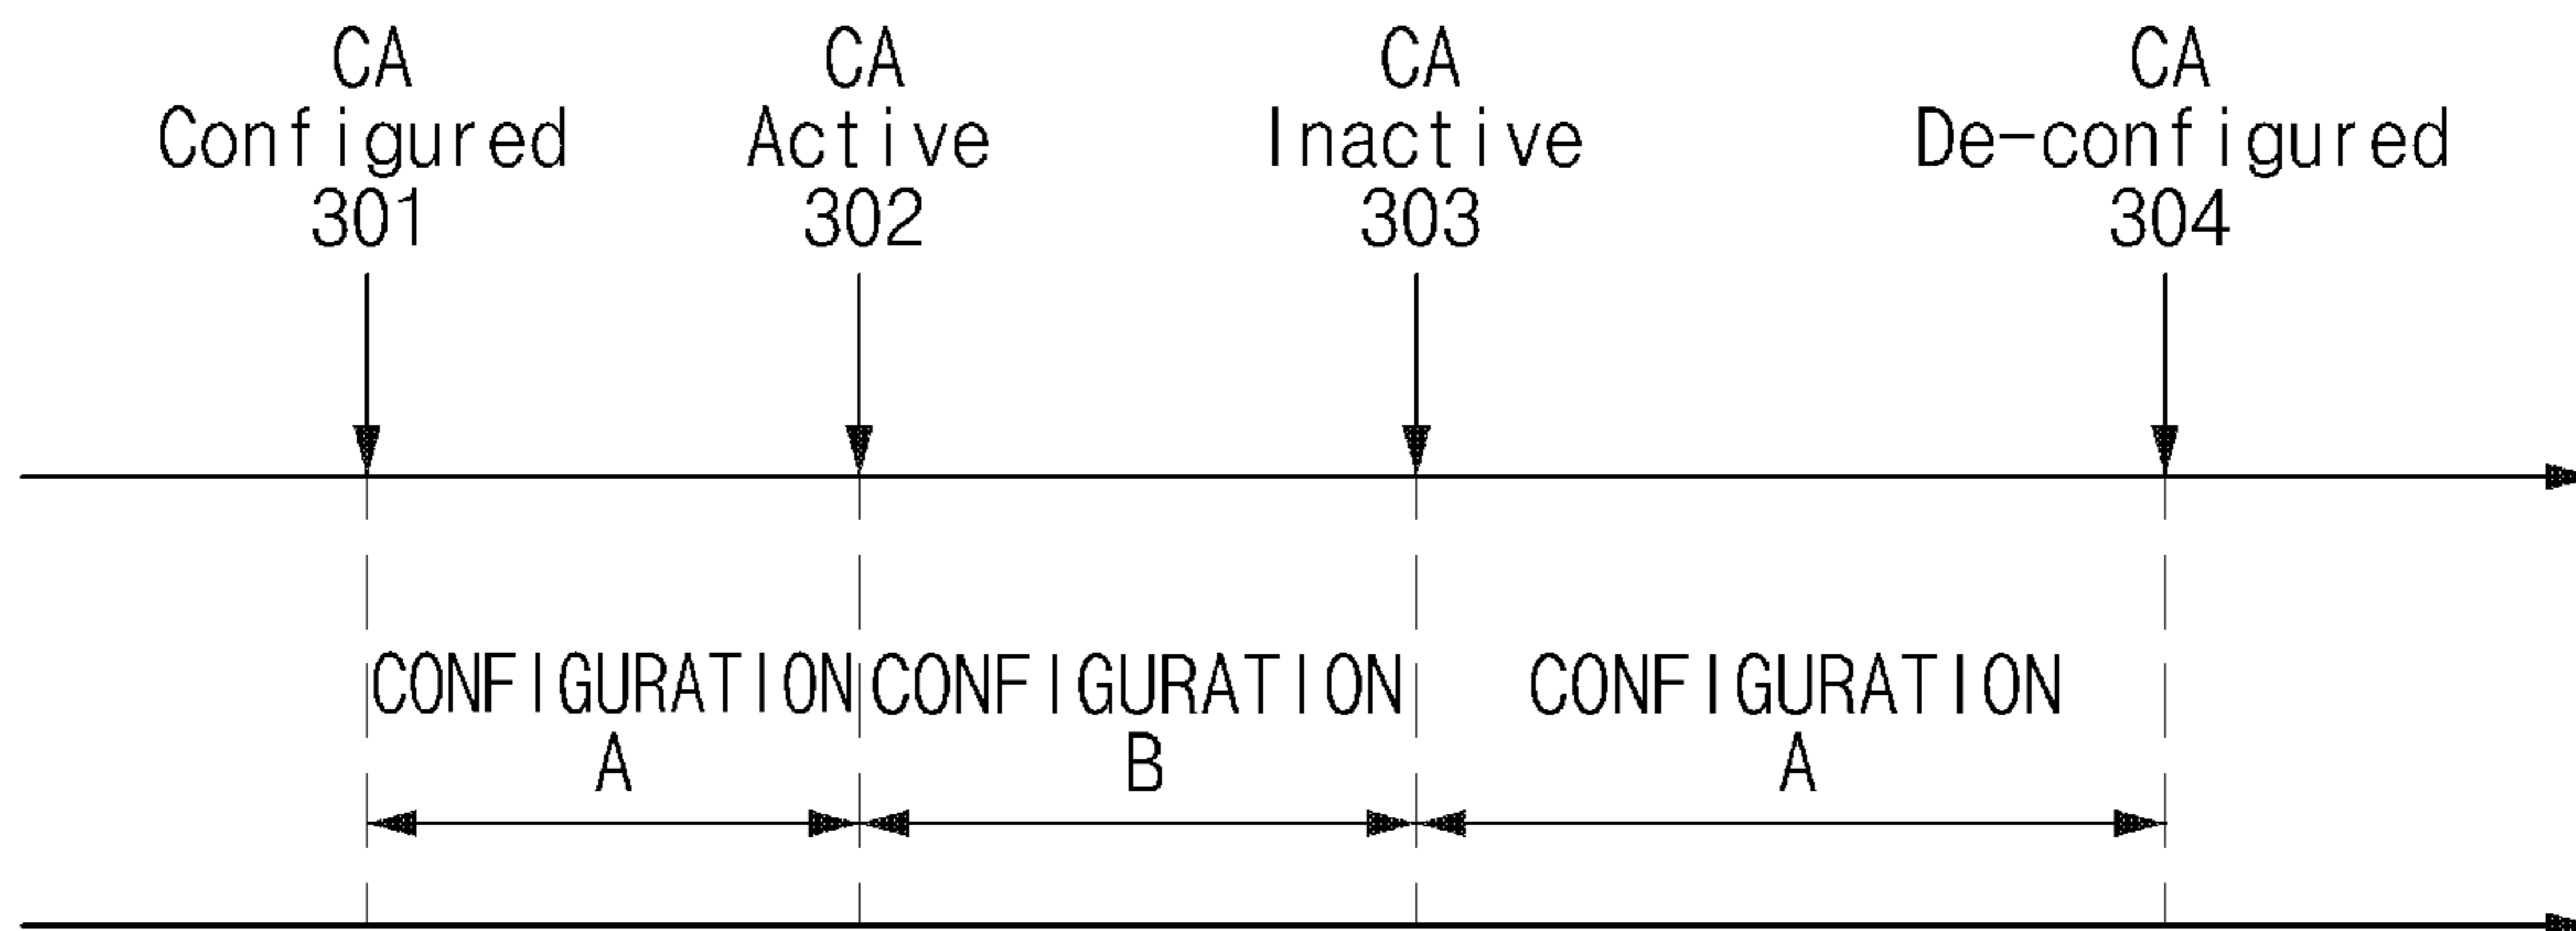 CA
Configured
301
CA
Active
302
CA
Inactive
303
CA
De-configured
304
CONFIGURATION
A
CONFIGURATION
B
CONFIGURATION
A